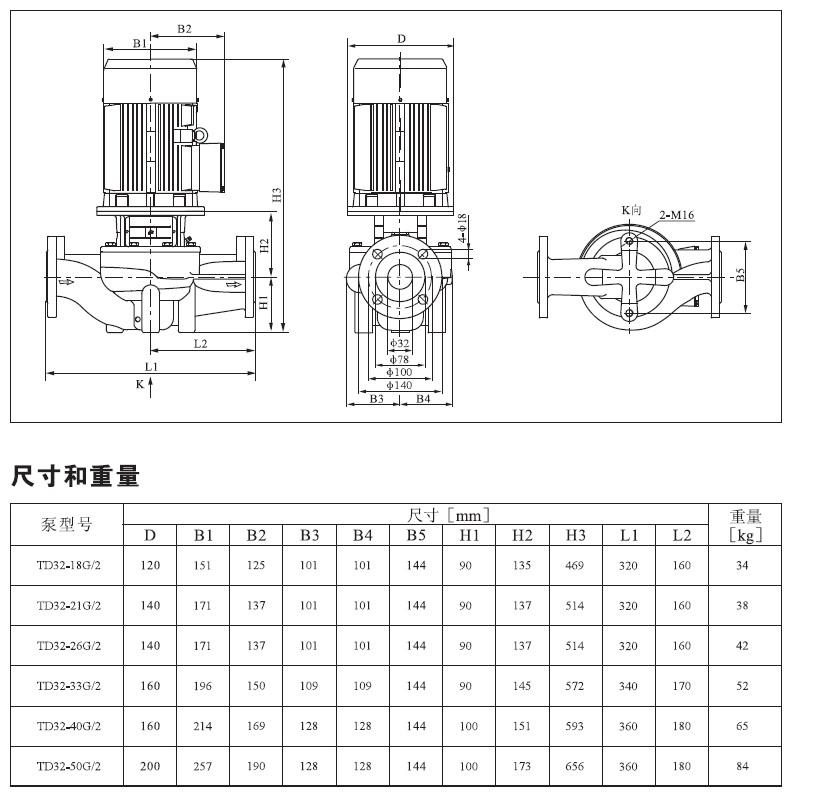 B2
B1
D
H3
K向
2-M16
4-ф18
H2
B5
H1
L2
ф32
ф78
L1
ф100
K
ф140
B3
B4
尺寸和重量
泵型号 尺寸[mm] 重量[kg]
D B1 B2 B3 B4 B5 H1 H2 H3 L1 L2
TD32-18G/2 120 151 125 101 101 144 90 135 469 320 160 34
TD32-21G/2 140 171 137 101 101 144 90 137 514 320 160 38
TD32-26G/2 140 171 137 101 101 144 90 137 514 320 160 42
TD32-33G/2 160 196 150 109 109 144 90 145 572 340 170 52
TD32-40G/2 160 214 169 128 128 144 100 151 593 360 180 65
TD32-50G/2 200 257 190 128 128 144 100 173 656 360 180 84